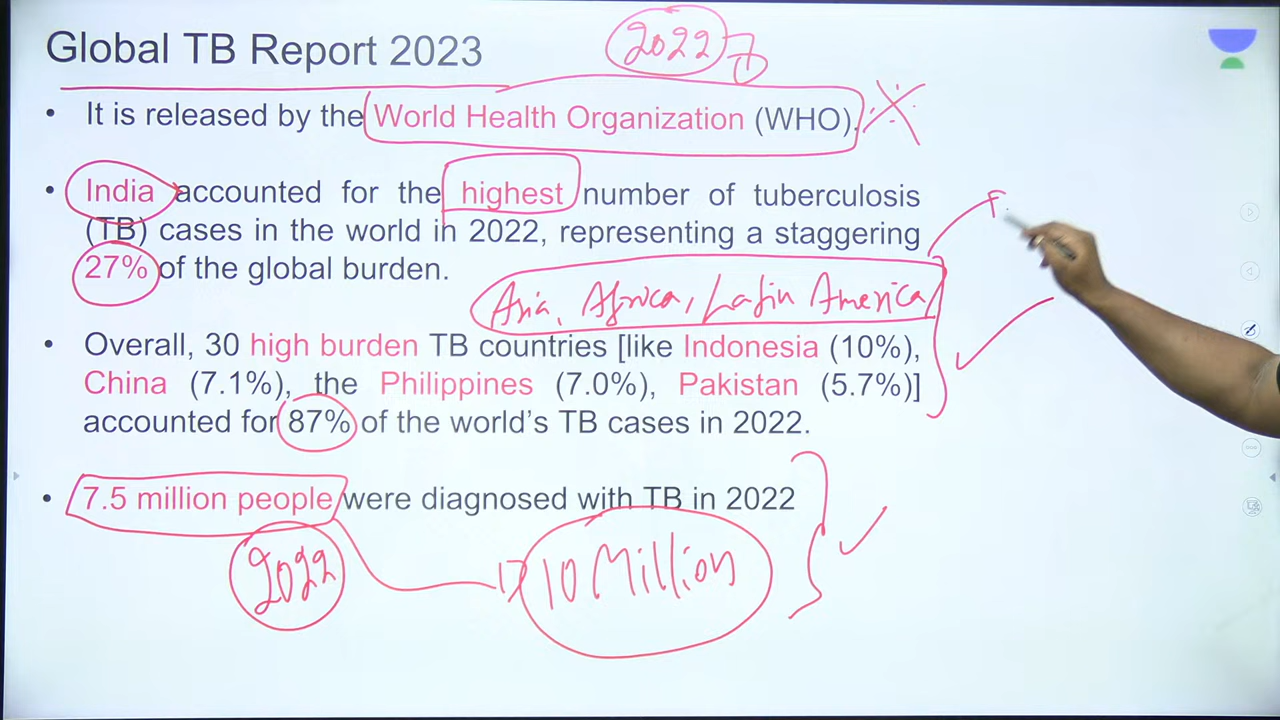 Global TB Report 2023
2022
• It is released by the World Health Organization (WHO).
• India accounted for the highest number of tuberculosis
(TB) cases in the world in 2022, representing a staggering
27% of the global burden.
Asia, Africa, Latin America
• Overall, 30 high burden TB countries [like Indonesia (10%),
China (7.1%), the Philippines (7.0%), Pakistan (5.7%)]
accounted for 87% of the world's TB cases in 2022.
• 7.5 million people were diagnosed with TB in 2022
2022
10 Million